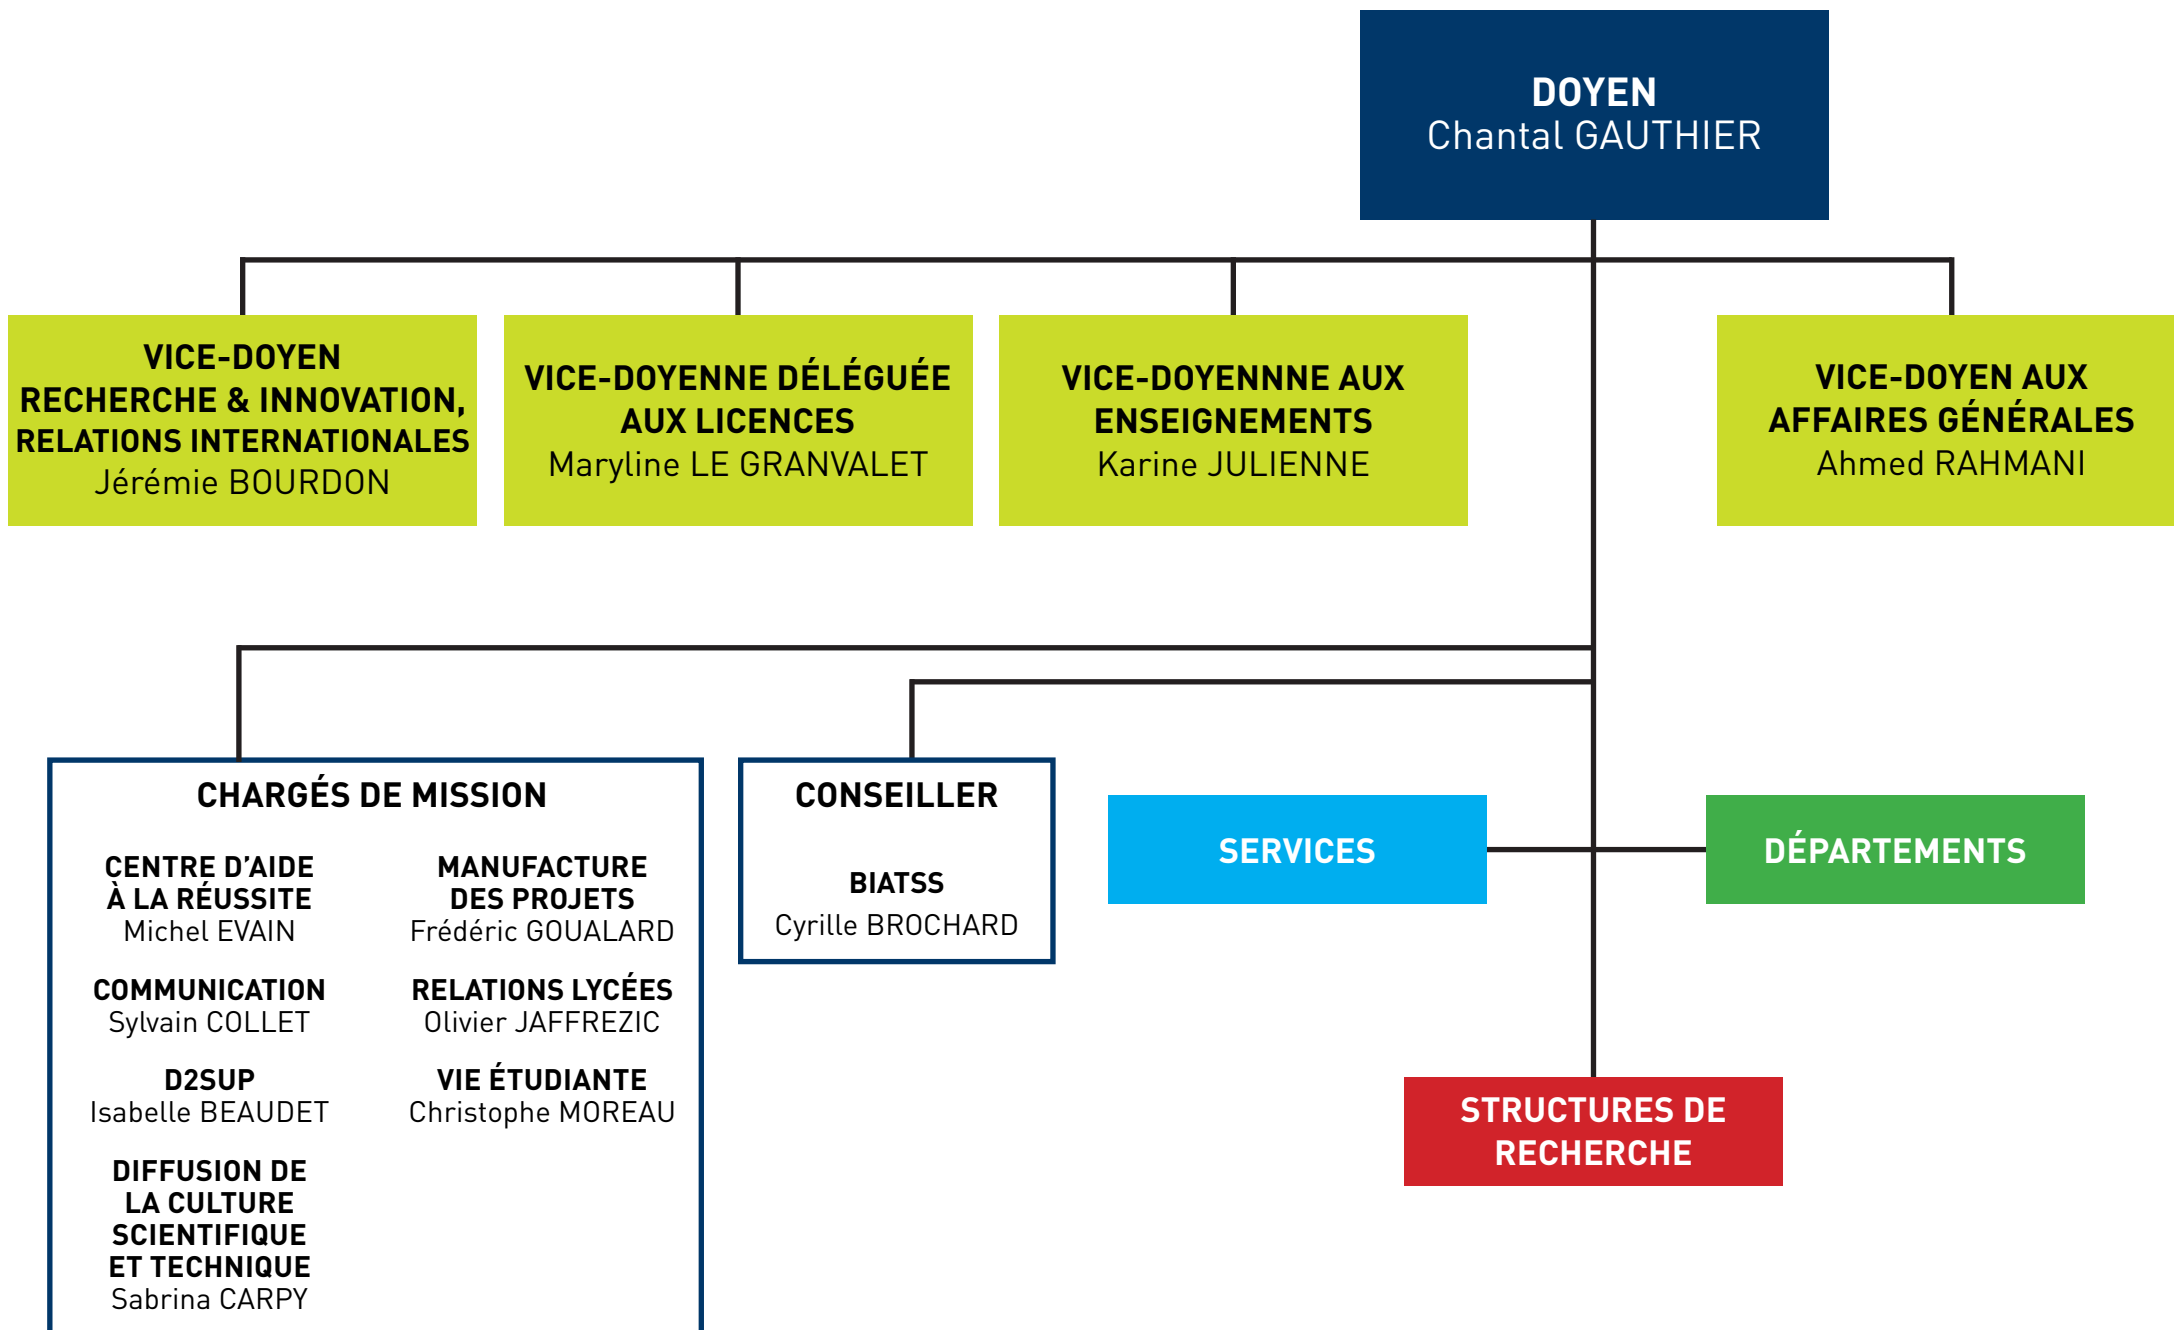 DOYEN
Chantal GAUTHIER
VICE-DOYEN
RECHERCHE & INNOVATION,
RELATIONS INTERNATIONALES
Jérémie BOURDON
VICE-DOYENNE DÉLÉGUÉE
AUX LICENCES
Maryline LE GRANVALET
VICE-DOYENNNE AUX
ENSEIGNEMENTS
Karine JULIENNE
VICE-DOYEN AUX
AFFAIRES GÉNÉRALES
Ahmed RAHMANI
CHARGÉS DE MISSION
CENTRE D’AIDE
À LA RÉUSSITE
Michel EVAIN
COMMUNICATION
Sylvain COLLET
D2SUP
Isabelle BEAUDET
DIFFUSION DE
LA CULTURE
SCIENTIFIQUE
ET TECHNIQUE
Sabrina CARPY
MANUFACTURE
DES PROJETS
Frédéric GOUALARD
RELATIONS LYCÉES
Olivier JAFFREZIC
VIE ÉTUDIANTE
Christophe MOREAU
CONSEILLER
BIATSS
Cyrille BROCHARD
SERVICES
DÉPARTEMENTS
STRUCTURES DE
RECHERCHE